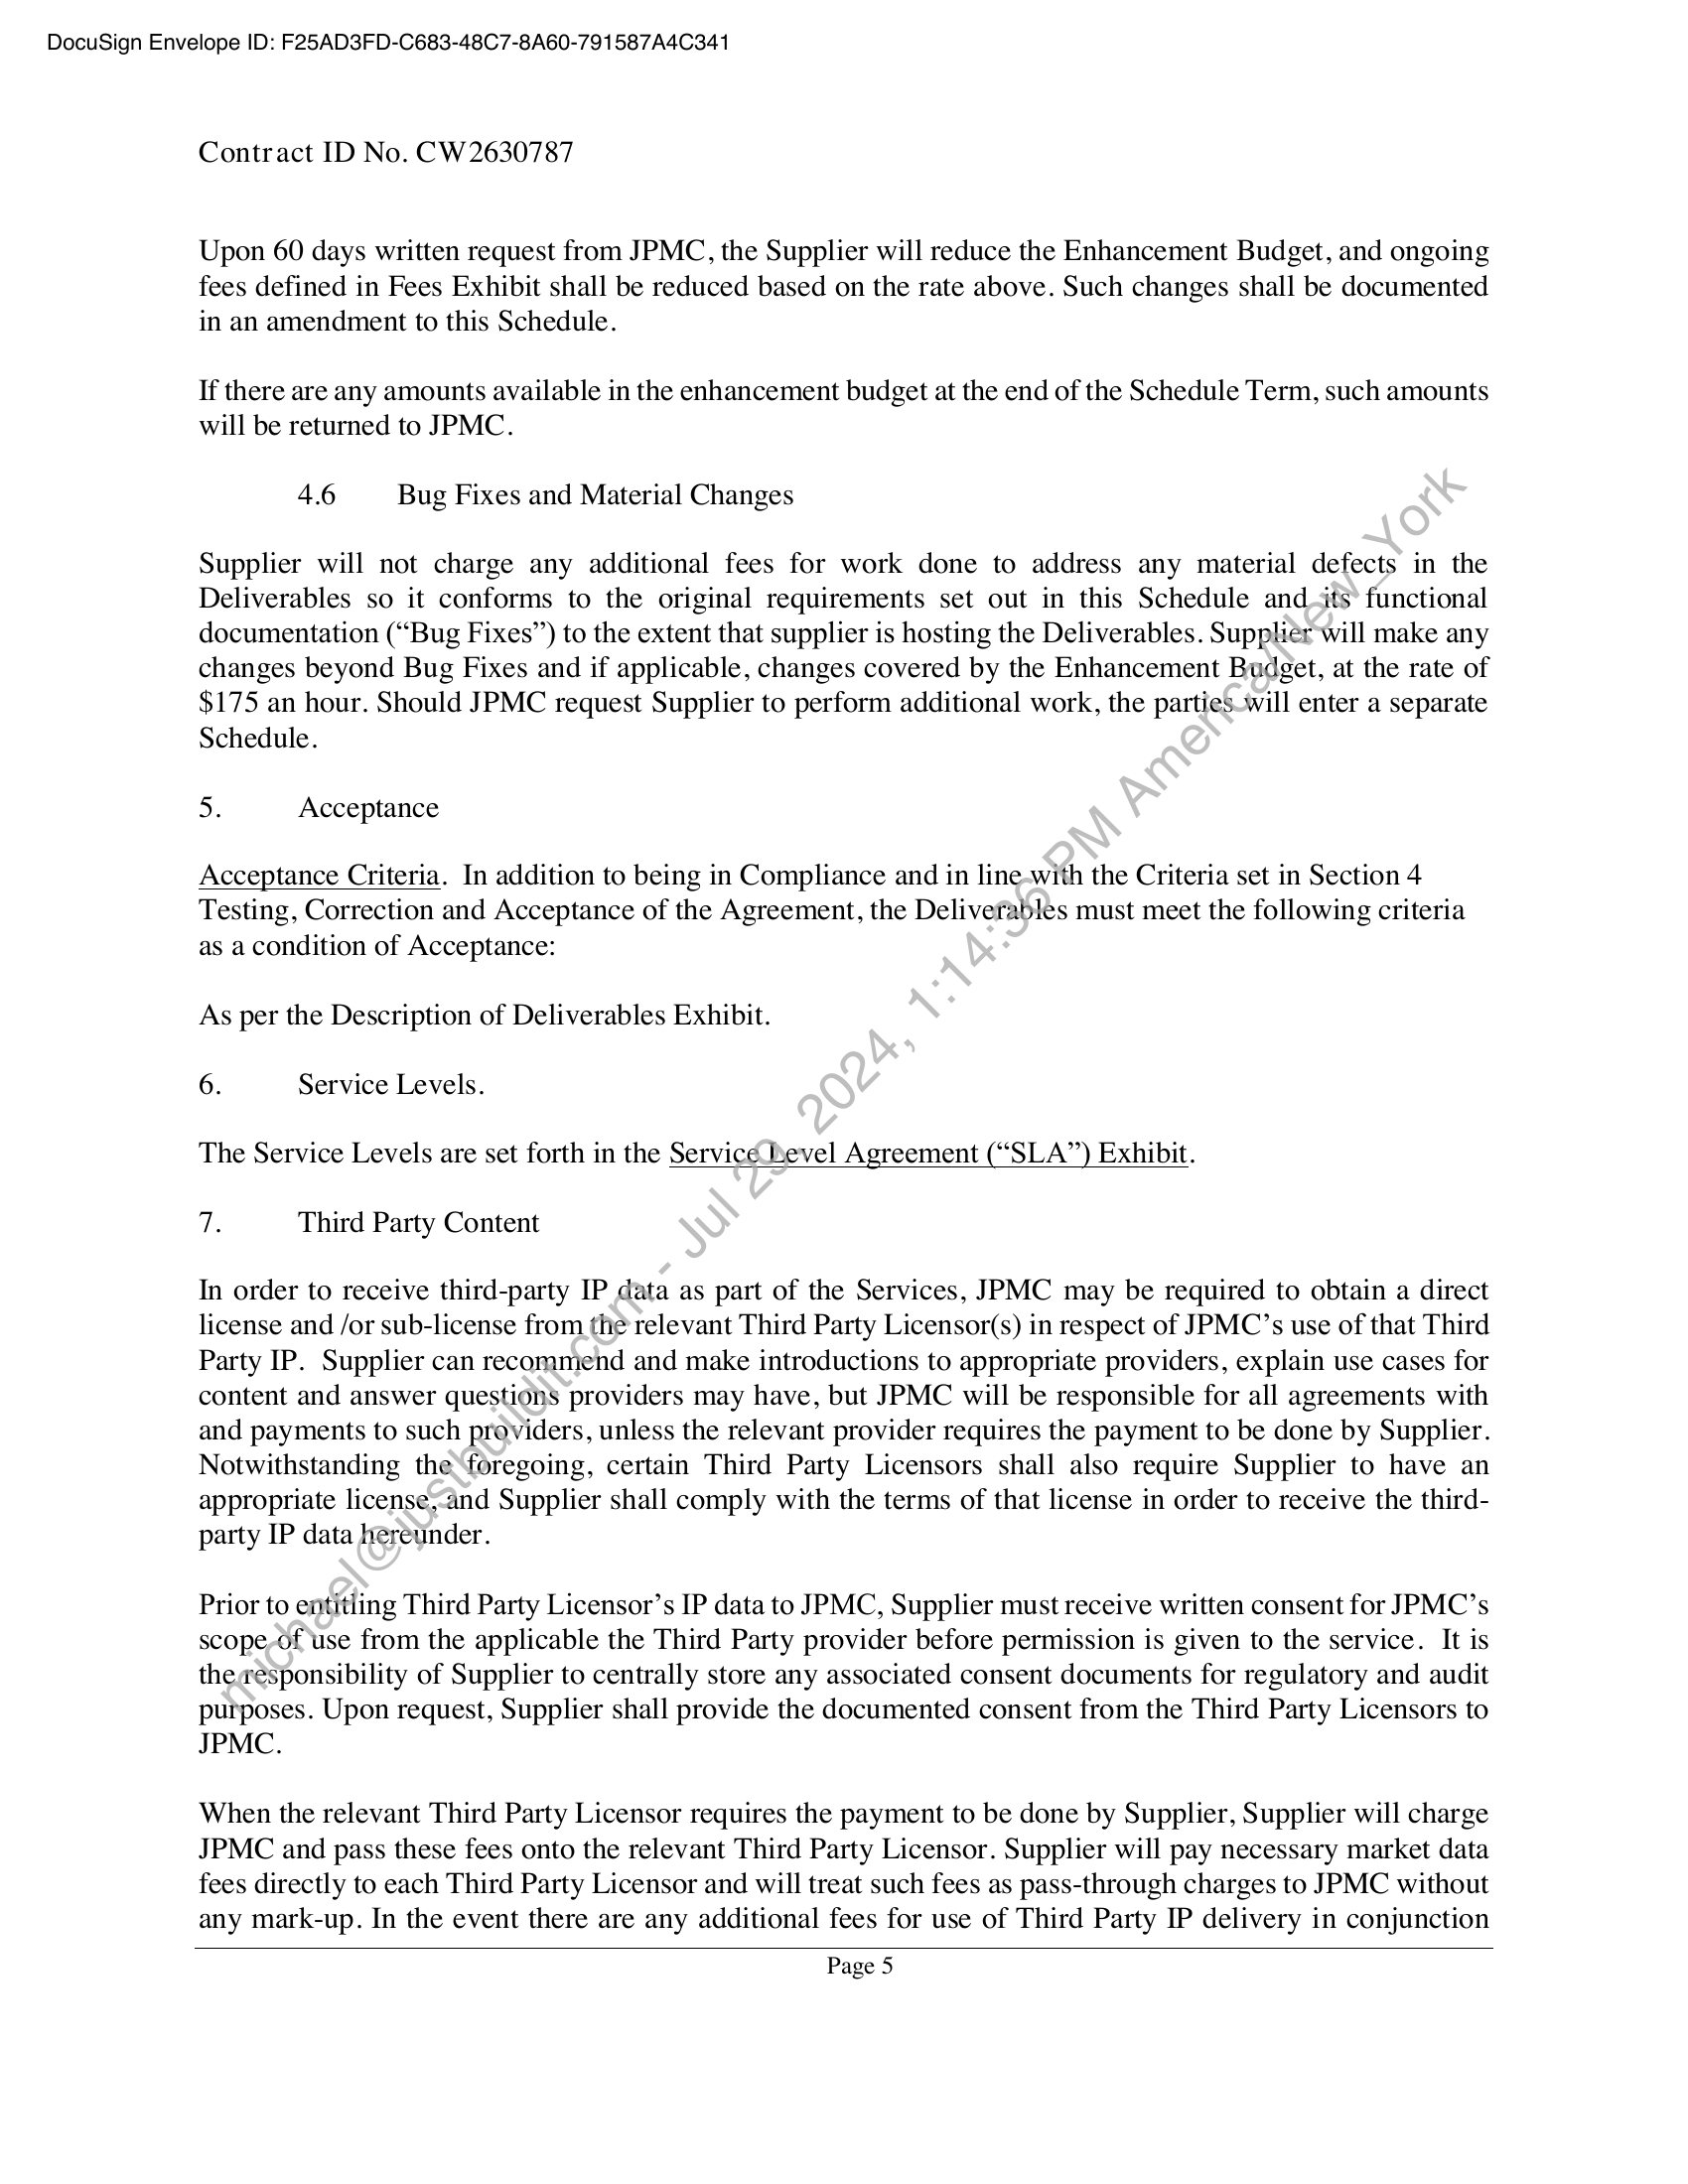 DocuSign Envelope ID: F25AD3FD-C683-48C7-8A60-791587A4C341
Contract ID No. CW2630787
Upon 60 days written request from JPMC, the Supplier will reduce the Enhancement Budget, and ongoing
fees defined in Fees Exhibit shall be reduced based on the rate above. Such changes shall be documented
in an amendment to this Schedule.
If there are any amounts available in the enhancement budget at the end of the Schedule Term, such amounts
will be returned to JPMC.
4.6 Bug Fixes and Material Changes
Supplier will not charge any additional fees for work done to address any material defects in the
Deliverables so it conforms to the original requirements set out in this Schedule and its functional
documentation (“Bug Fixes”) to the extent that supplier is hosting the Deliverables. Supplier will make any
changes beyond Bug Fixes and if applicable, changes covered by the Enhancement Budget, at the rate of
$175 an hour. Should JPMC request Supplier to perform additional work, the parties will enter a separate
Schedule.
5. Acceptance
Acceptance Criteria. In addition to being in Compliance and in line with the Criteria set in Section 4
Testing, Correction and Acceptance of the Agreement, the Deliverables must meet the following criteria
as a condition of Acceptance:
As per the Description of Deliverables Exhibit.
6. Service Levels.
The Service Levels are set forth in the Service Level Agreement (“SLA”) Exhibit.
7. Third Party Content
In order to receive third-party IP data as part of the Services, JPMC may be required to obtain a direct
license and /or sub-license from the relevant Third Party Licensor(s) in respect of JPMC’s use of that Third
Party IP. Supplier can recommend and make introductions to appropriate providers, explain use cases for
content and answer questions providers may have, but JPMC will be responsible for all agreements with
and payments to such providers, unless the relevant provider requires the payment to be done by Supplier.
Notwithstanding the foregoing, certain Third Party Licensors shall also require Supplier to have an
appropriate license, and Supplier shall comply with the terms of that license in order to receive the third-
party IP data hereunder.
Prior to entitling Third Party Licensor’s IP data to JPMC, Supplier must receive written consent for JPMC’s
scope of use from the applicable the Third Party provider before permission is given to the service. It is
the responsibility of Supplier to centrally store any associated consent documents for regulatory and audit
purposes. Upon request, Supplier shall provide the documented consent from the Third Party Licensors to
JPMC.
When the relevant Third Party Licensor requires the payment to be done by Supplier, Supplier will charge
JPMC and pass these fees onto the relevant Third Party Licensor. Supplier will pay necessary market data
fees directly to each Third Party Licensor and will treat such fees as pass-through charges to JPMC without
any mark-up. In the event there are any additional fees for use of Third Party IP delivery in conjunction
Page 5
michael@justbuildit.com - Jul 29, 2024, 1:14:36 PM America/New_York